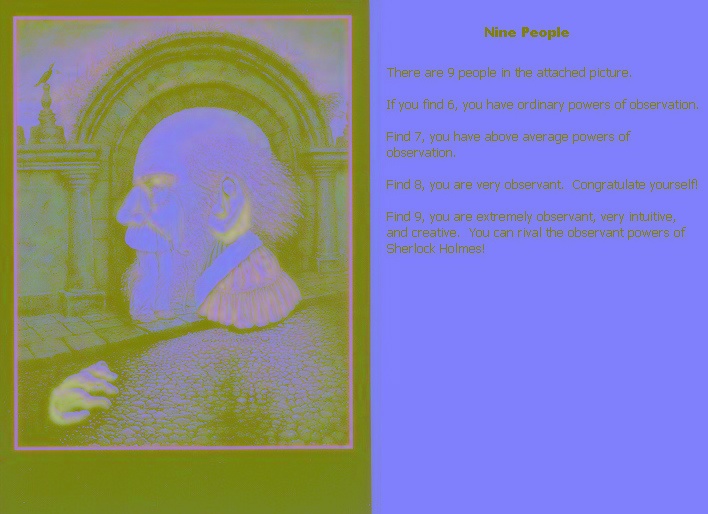 Nine People
There are 9 people in the attached picture.
If you find 6, you have ordinary powers of observation.
Find 7, you have above average powers of
observation.
Find 8, you are very observant.  Congratulate yourself!
Find 9, you are extremely observant, very intuitive,
and creative.  You can rival the observant powers of
Sherlock Holmes!